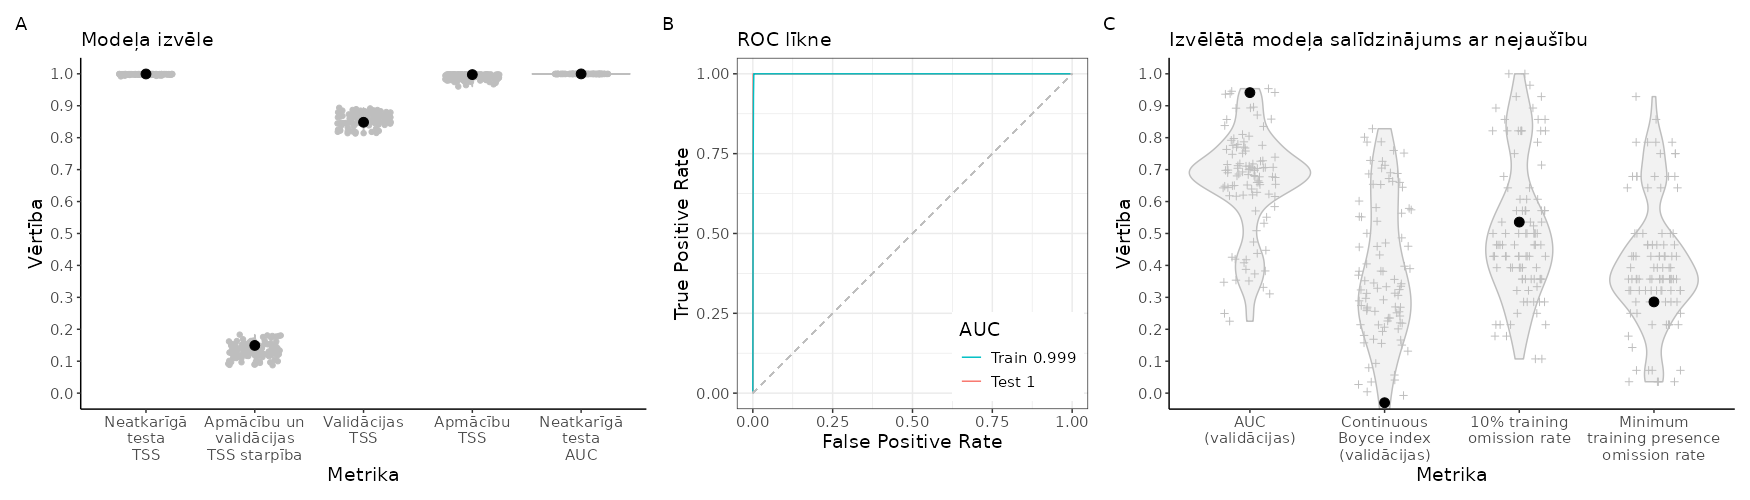 A
Modeļa izvēle
Vērtība
1.0
0.9
0.8
0.7
0.6
0.5
0.4
0.3
0.2
0.1
0.0
Neatkarīgā
testa
TSS
Apmācību un
validācijas
TSS starpība
Validācijas
TSS
Apmācību
TSS
Neatkarīgā
testa
AUC
Metrika
B
ROC līkne
True Positive Rate
1.00
0.75
0.50
0.25
0.00
AUC
Train 0.999
Test 1
0.00
0.25
0.50
0.75
1.00
False Positive Rate
C
Izvēlētā modeļa salīdzinājums ar nejaušību
Vērtība
1.0
0.9
0.8
0.7
0.6
0.5
0.4
0.3
0.2
0.1
0.0
AUC
(validācijas)
Continuous
Boyce index
(validācijas)
10% training
omission rate
Minimum
training presence
omission rate
Metrika